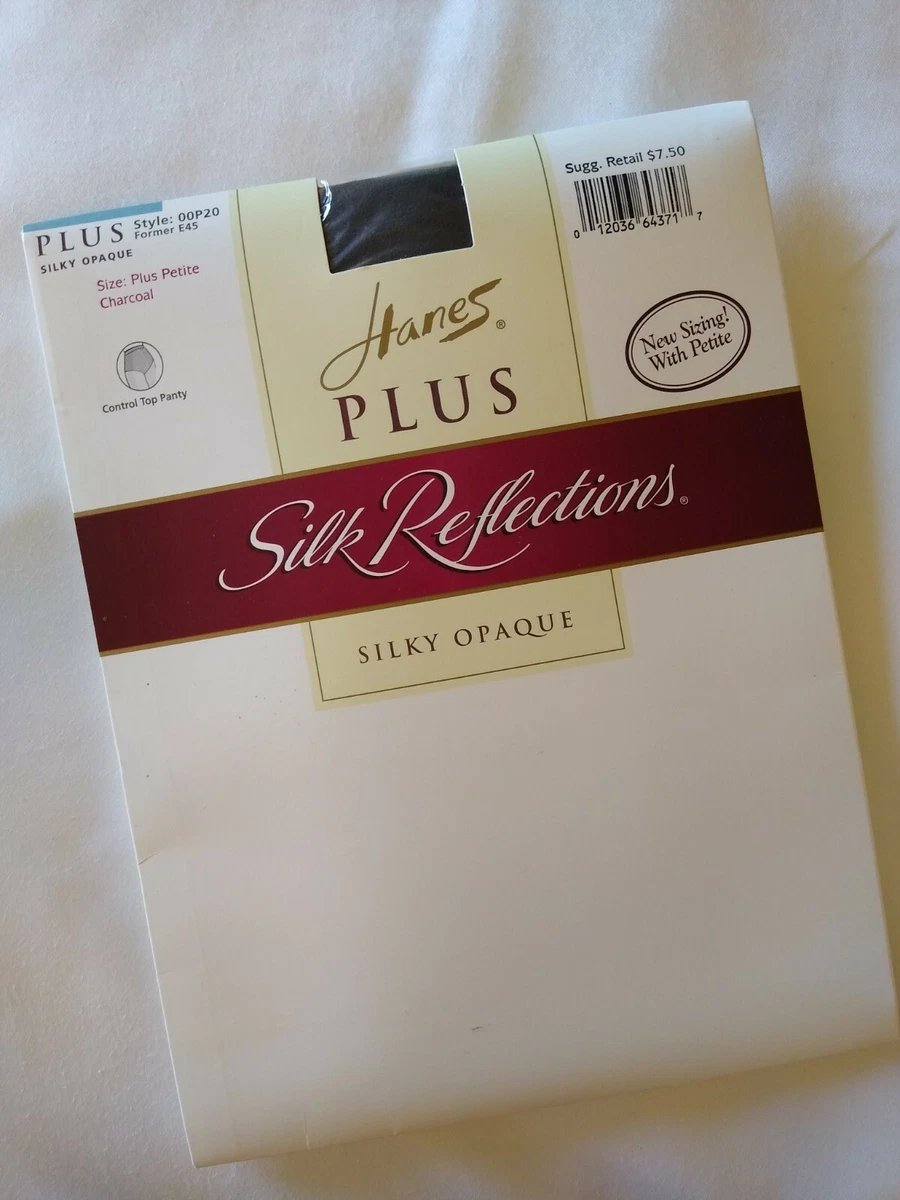 PLUS
Style: 00P20
Former E45
SILKY OPAQUE
Size: Plus Petite
Charcoal
Control Top Panty
Hanes®
PLUS
Sugg. Retail $7.50
0 12036 64371 7
New Sizing!
With Petite
Silk Reflections®
SILKY OPAQUE